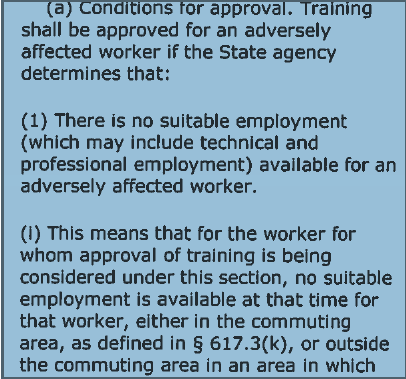 (a) Conditions for approval. Training
shall be approved for an adversely
affected worker if the State agency
determines that:
(1) There is no suitable employment
(which may include technical and
professional employment) available for an
adversely affected worker.
(i) This means that for the worker for
whom approval of training is being
considered under this section, no suitable
employment is available at that time for
that worker, either in the commuting
area, as defined in § 617.3(k), or outside
the commuting area in an area in which